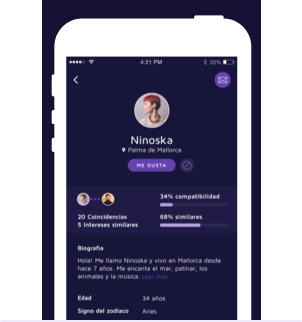 4:21 PM
22%
Ninoska
Palma de Mallorca
ME GUSTA
34% compatibilidad
20 Coincidencias
68% similares
5 Intereses similares
Biografía
Hola! Me llamo Ninoska y vivo en Mallorca desde
hace 7 años. Me encanta el mar, patinar, los
animales y la música. Leer más
Edad
34 años
Signo del zodiaco
Aries